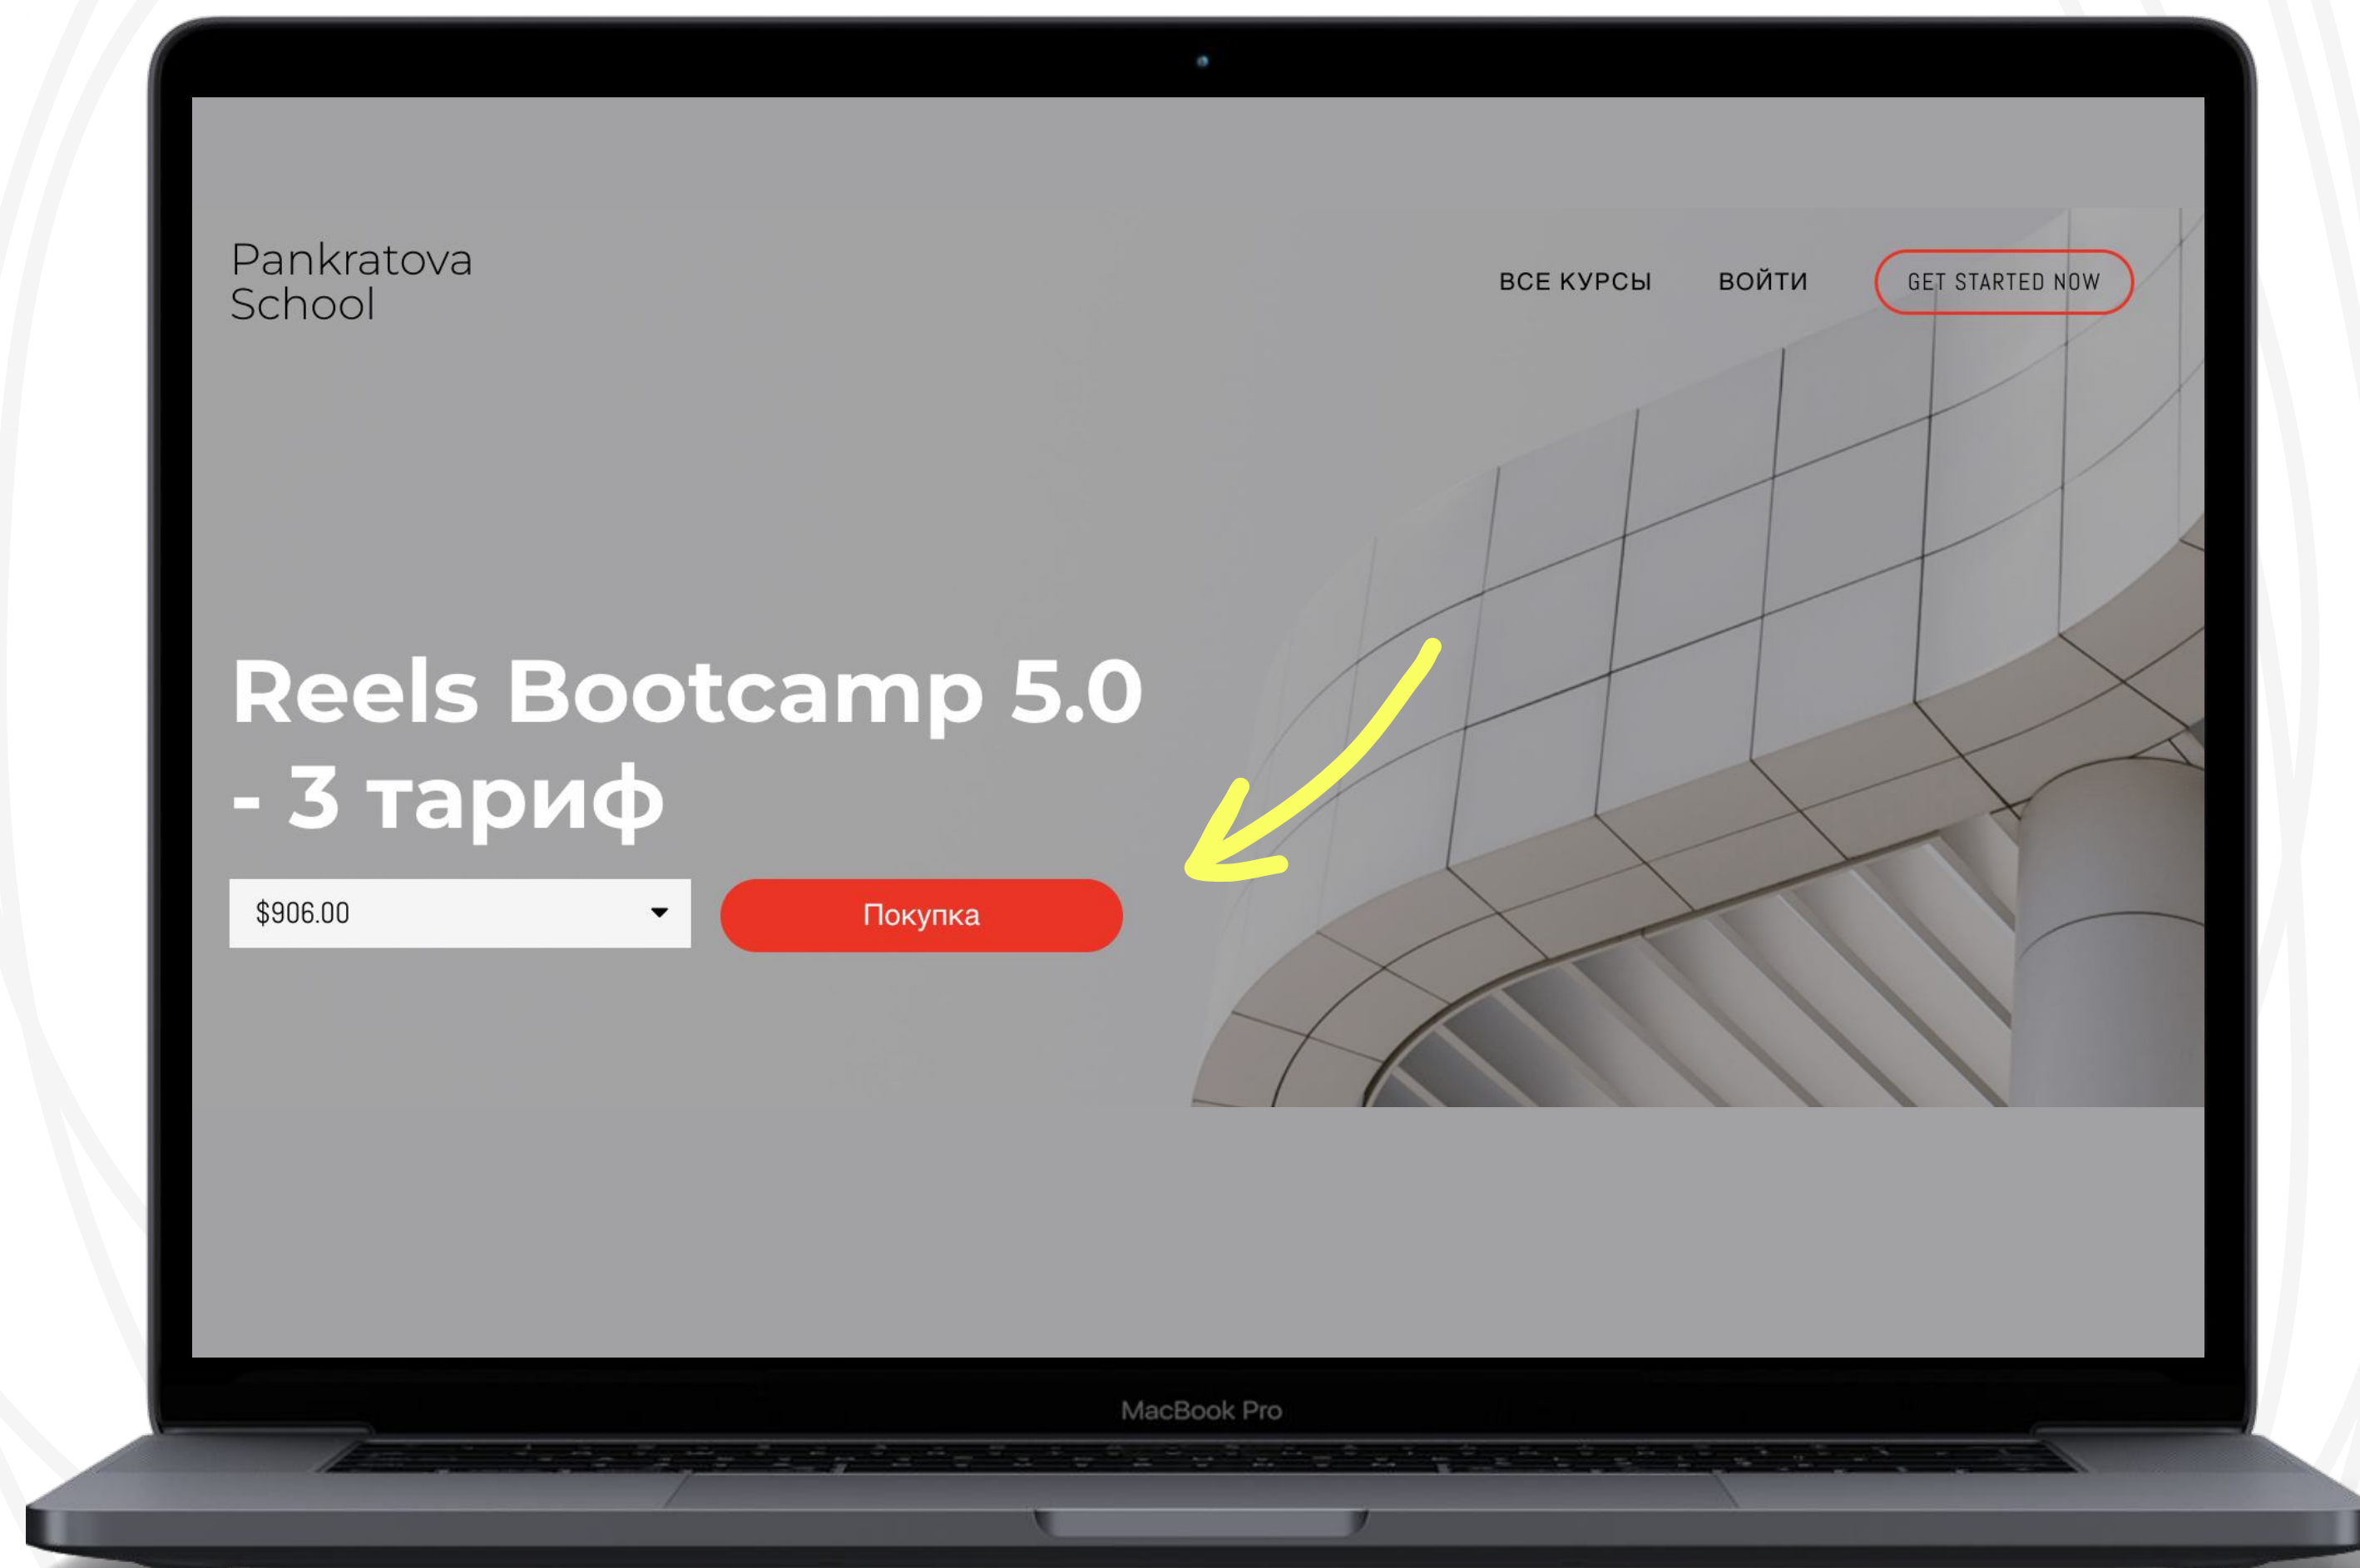 Pankratova
School
ВСЕ КУРСЫ
ВОЙТИ
GET STARTED NOW
Reels Bootcamp 5.0
- 3 тариф
$906.00
Покупка
MacBook Pro